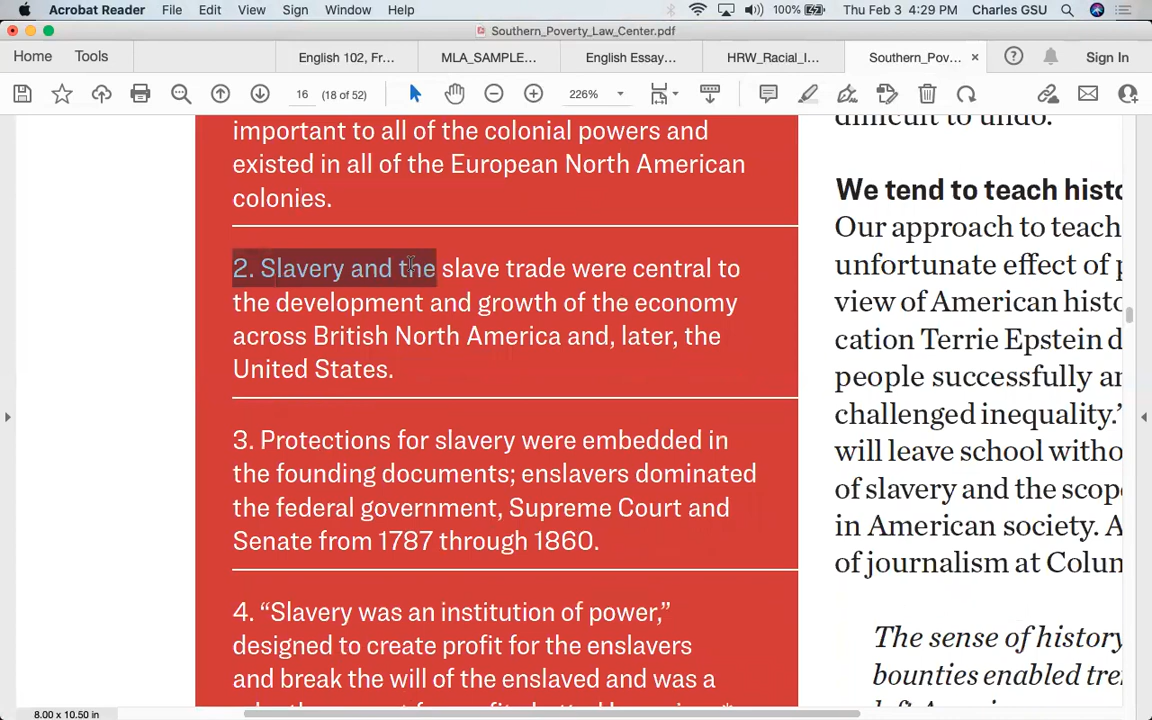 Acrobat Reader File Edit View Sign Window Help 100% Thu Feb 3 4:29 PM Charles GSU
Southern_Poverty_Law_Center.pdf
Home Tools English 102, Fr... MLA_SAMPLE... English Essay... HRW_Racial_I... Southern_Pov... × ? Sign In
16 (18 of 52) 226%
important to all of the colonial powers and
existed in all of the European North American
colonies.
2. Slavery and the slave trade were central to
the development and growth of the economy
across British North America and, later, the
United States.
3. Protections for slavery were embedded in
the founding documents; enslavers dominated
the federal government, Supreme Court and
Senate from 1787 through 1860.
4. “Slavery was an institution of power,”
designed to create profit for the enslavers
and break the will of the enslaved and was a
difficult to undo.
We tend to teach histo
Our approach to teach
unfortunate effect of p
view of American histo
cation Terrie Epstein d
people successfully an
challenged inequality.”
will leave school witho
of slavery and the scop
in American society. A
of journalism at Colum
The sense of history
bounties enabled tre
8.00 x 10.50 in